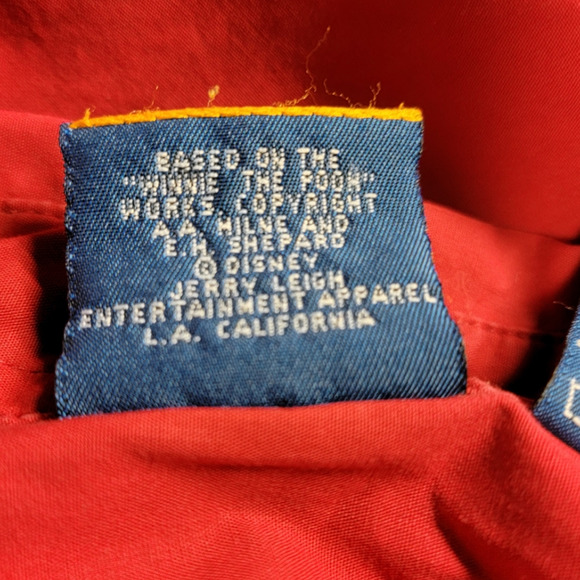 BASED ON THE
"WINNIE THE POOH"
WORKS, COPYRIGHT
A.A. MILNE AND
E.H. SHEPARD
© DISNEY
JERRY LEIGH
ENTERTAINMENT APPAREL
L.A. CALIFORNIA